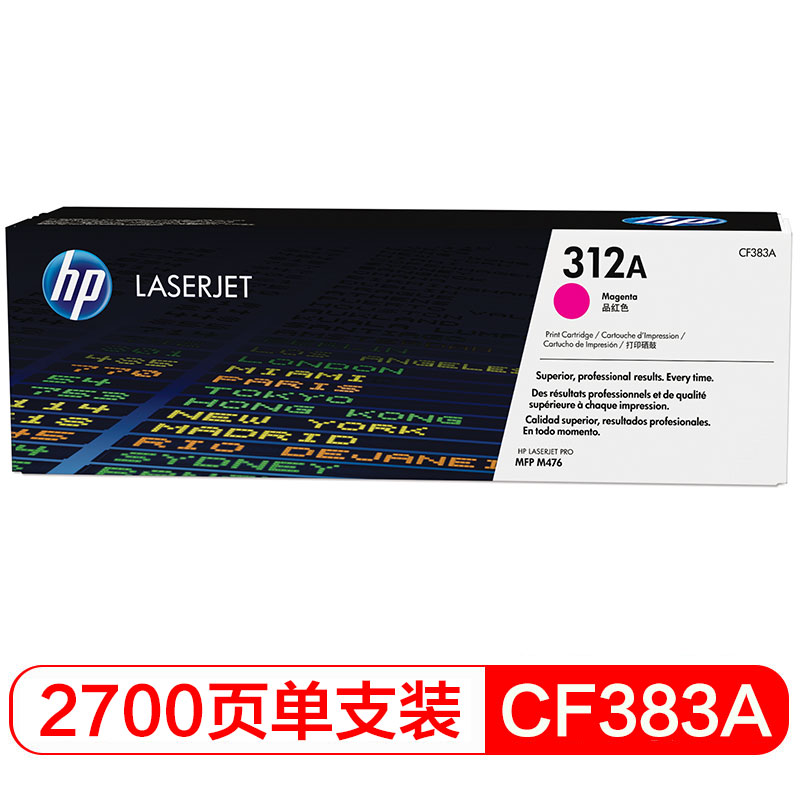 hp
hp
LASERJET
312A
CF383A
Magenta
品红色
Print Cartridge / Cartouche d'Impression /
Cartucho de Impresión / 打印硒鼓
Superior, professional results. Every time.
Des résultats professionnels et de qualité
supérieure à chaque impression.
Calidad superior, resultados profesionales.
En todo momento.
HP LASERJET PRO
MFP M476
LONDON
MIAMI
PARIS
TOKYO
HONG KONG
NEW YORK
MADRID
RIO DEJANEI
SYDNEY
2700页单支装
CF383A